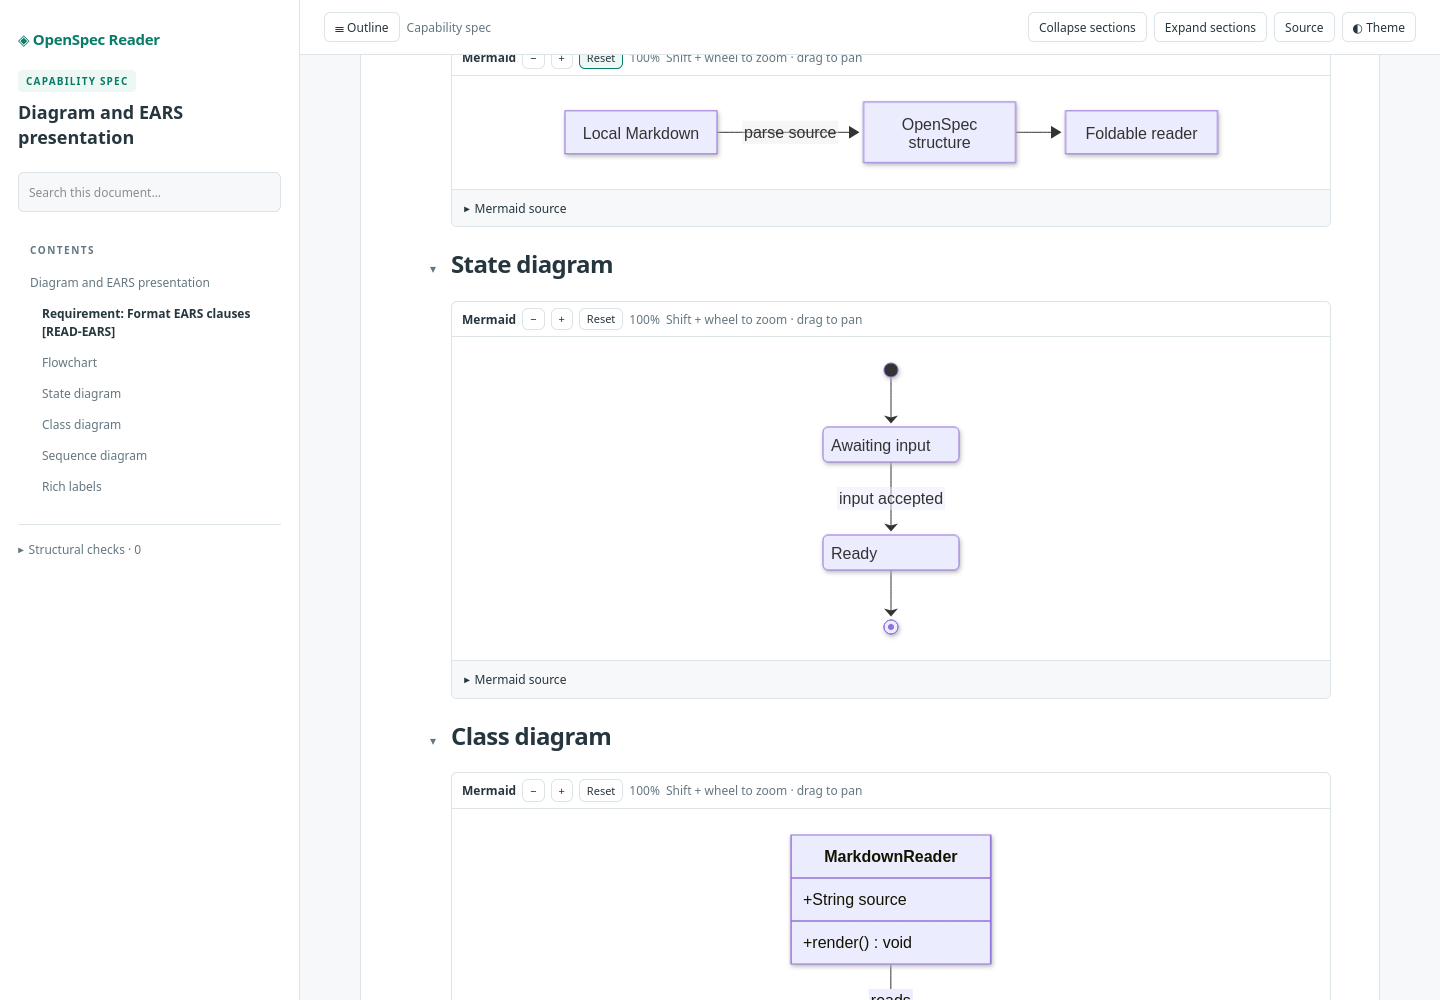 ◈ OpenSpec Reader
CAPABILITY SPEC
Diagram and EARS
presentation
Search this document…
CONTENTS
Diagram and EARS presentation
Requirement: Format EARS clauses
[READ-EARS]
Flowchart
State diagram
Class diagram
Sequence diagram
Rich labels
▸ Structural checks · 0
≡ Outline Capability spec
Collapse sections Expand sections Source ◐ Theme
Mermaid − + Reset 100% Shift + wheel to zoom · drag to pan
Local Markdown
parse source
OpenSpec
structure
Foldable reader
▸ Mermaid source
▾ State diagram
Mermaid − + Reset 100% Shift + wheel to zoom · drag to pan
Awaiting input
input accepted
Ready
▸ Mermaid source
▾ Class diagram
Mermaid − + Reset 100% Shift + wheel to zoom · drag to pan
MarkdownReader
+String source
+render() : void
reads